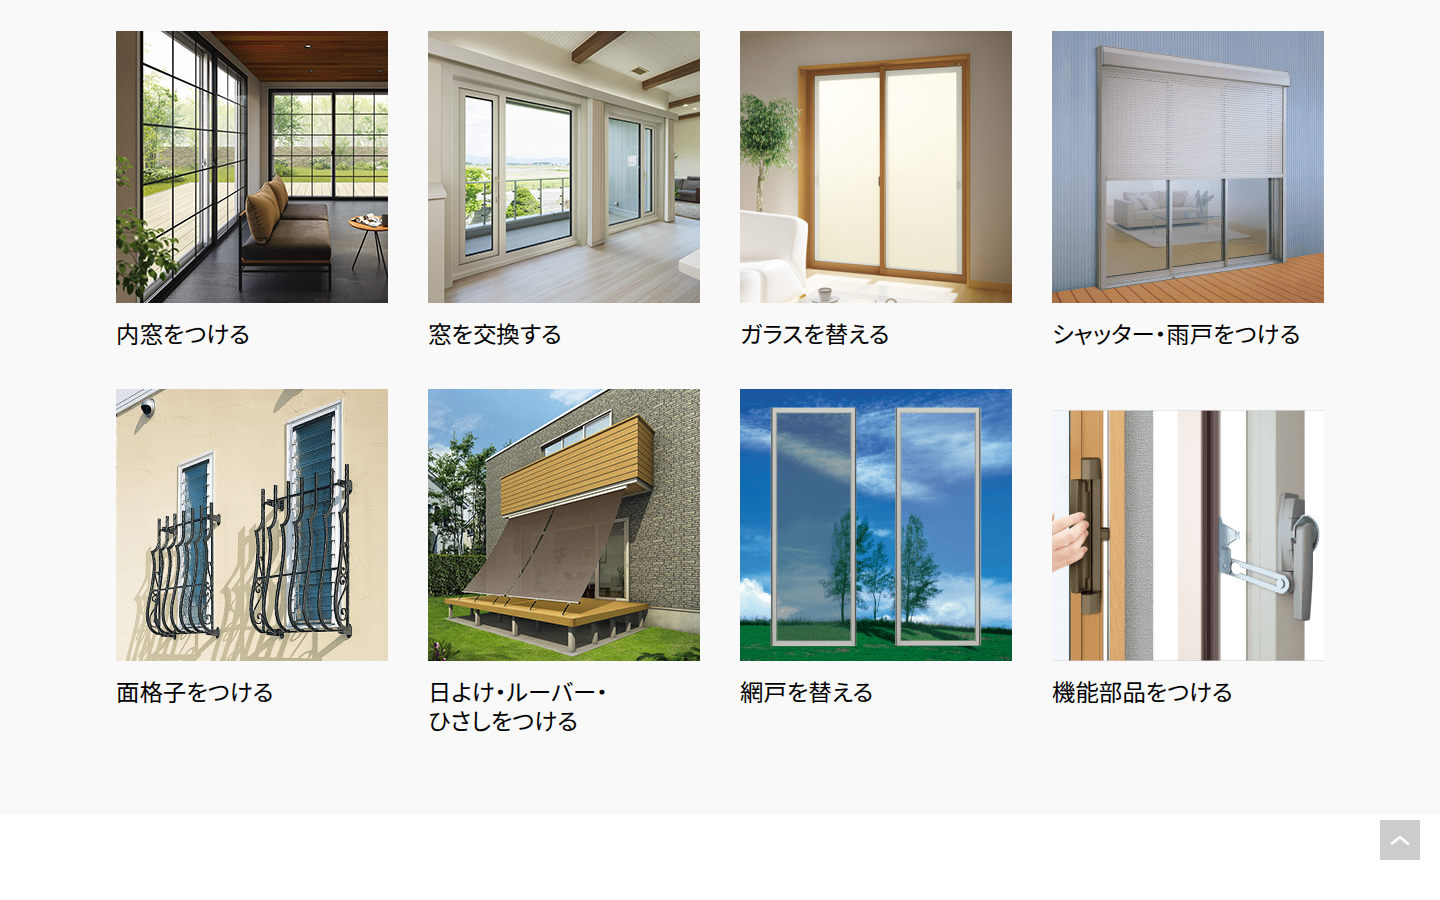 内窓をつける
窓を交換する
ガラスを替える
シャッター・雨戸をつける
面格子をつける
日よけ・ルーバー・
ひさしをつける
網戸を替える
機能部品をつける